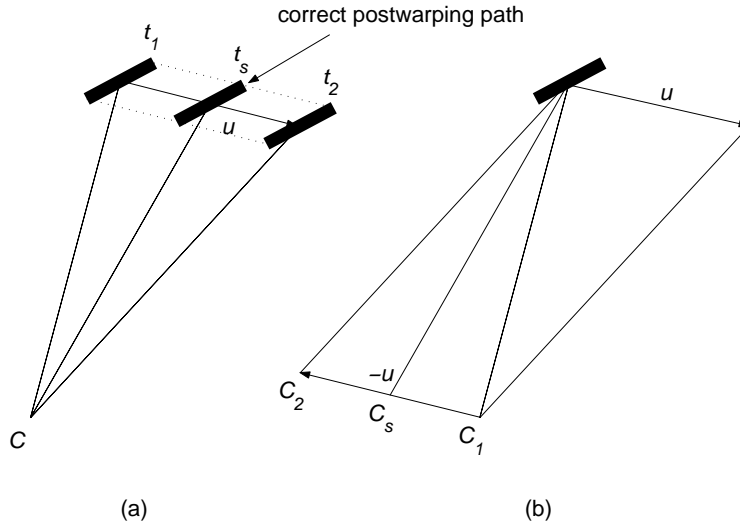 correct postwarping path
t1
ts
t2
u
u
–u
C
C2
Cs
C1
(a)
(b)